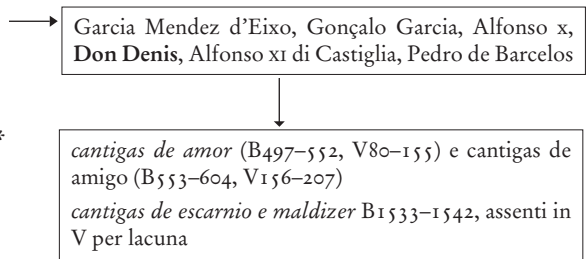 Garcia Mendez d’Eixo, Gonçalo Garcia, Alfonso X,
Don Denis, Alfonso XI di Castiglia, Pedro de Barcelos
*
cantigas de amor (B497–552, V80–155) e cantigas de
amigo (B553–604, V156–207)
cantigas de escarnio e maldizer B1533–1542, assenti in
V per lacuna